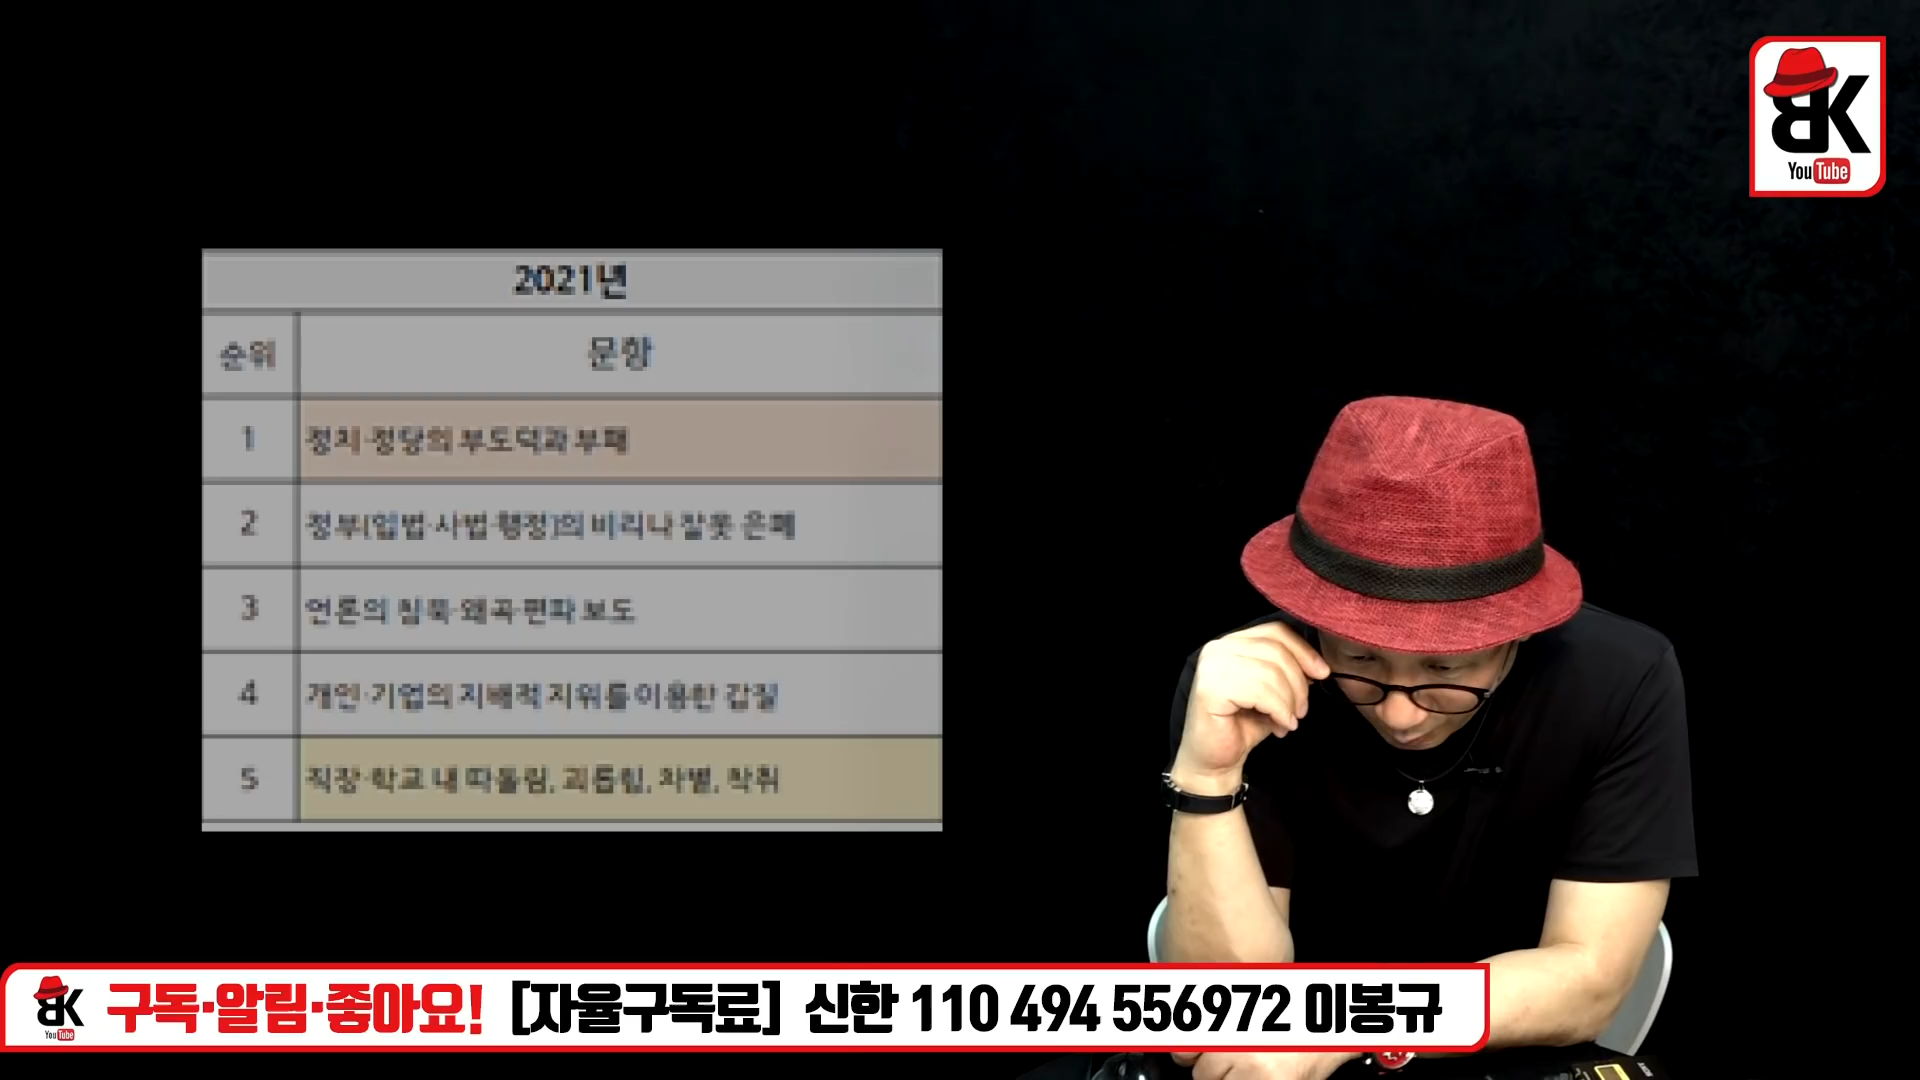 BK
YouTube
2021년
순위 문항
1 정치·정당의 부도덕과 부패
2 정부(입법·사법·행정)의 비리나 잘못 은폐
3 언론의 침묵·왜곡·편파 보도
4 개인·기업의 지배적 지위를 이용한 갑질
5 직장·학교 내 따돌림, 괴롭힘, 차별, 착취
BK YouTube 구독·알림·좋아요! [자율구독료] 신한 110 494 556972 이봉규